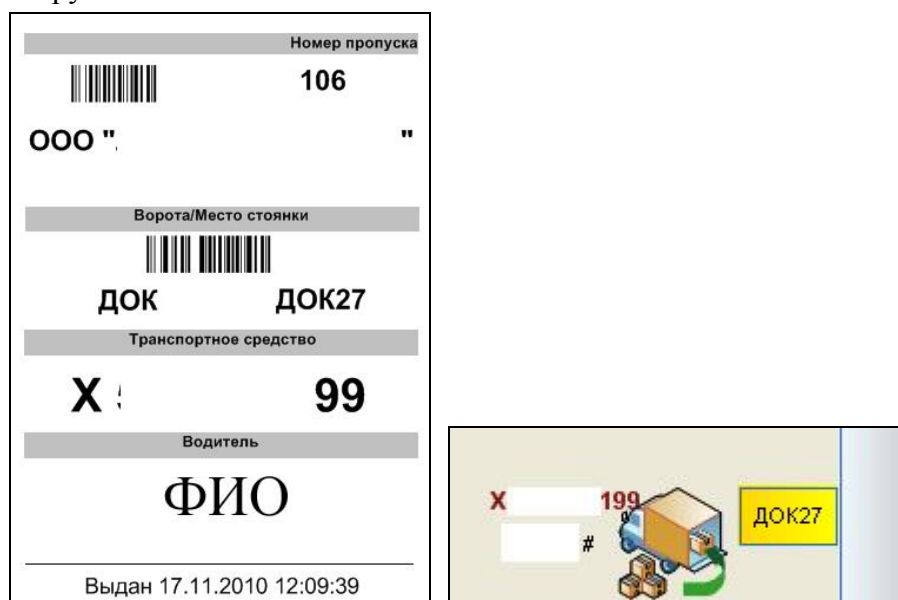 Номер пропуска
106
ООО " "
Ворота/Место стоянки
ДОК ДОК27
Транспортное средство
Х 99
Водитель
ФИО
Выдан 17.11.2010 12:09:39
Х 199
#
ДОК27